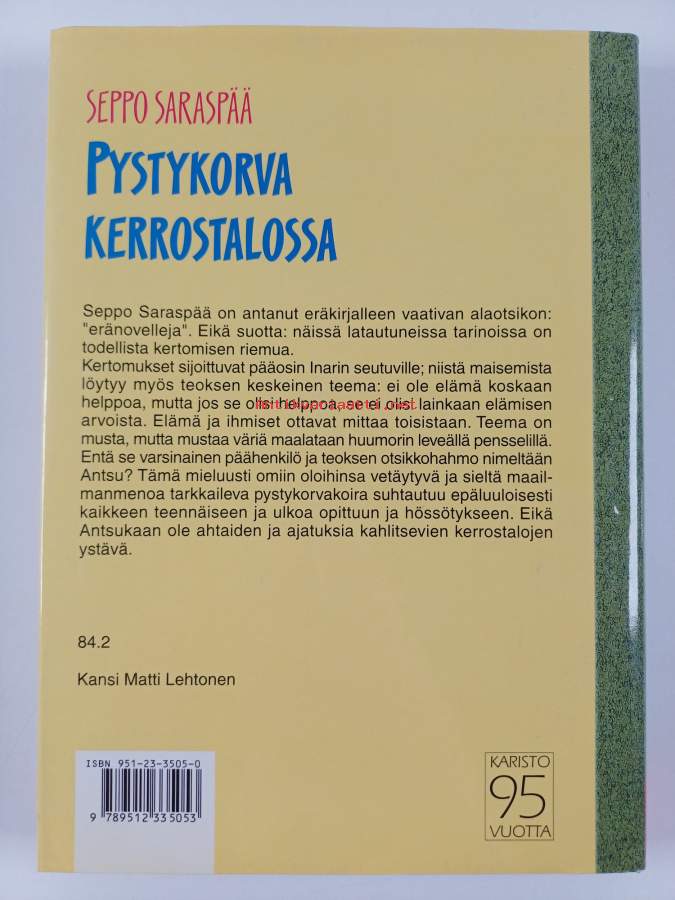 SEPPO SARASPÄÄ
PYSTYKORVA
KERROSTALOSSA
Seppo Saraspää on antanut eräkirjalleen vaativan alaotsikon:
"eränovelleja". Eikä suotta: näissä latautuneissa tarinoissa on
todellista kertomisen riemua.
Kertomukset sijoittuvat pääosin Inarin seutuville; niistä maisemista
löytyy myös teoksen keskeinen teema: ei ole elämä koskaan
helppoa, mutta jos se olisi helppoa, se ei olisi lainkaan elämisen
arvoista. Elämä ja ihmiset ottavat mittaa toisistaan. Teema on
musta, mutta mustaa väriä maalataan huumorin leveällä pensselillä.
Entä se varsinainen päähenkilö ja teoksen otsikkohahmo nimeltään
Antsu? Tämä mieluusti omiin oloihinsa vetäytyvä ja sieltä maail-
manmenoa tarkkaileva pystykorvakoira suhtautuu epäluuloisesti
kaikkeen teennäiseen ja ulkoa opittuun ja hössötykseen. Eikä
Antsukaan ole ahtaiden ja ajatuksia kahlitsevien kerrostalojen
ystävä.
84.2
Kansi Matti Lehtonen
ISBN 951-23-3505-0
9 789512 335053
KARISTO
95
VUOTTA